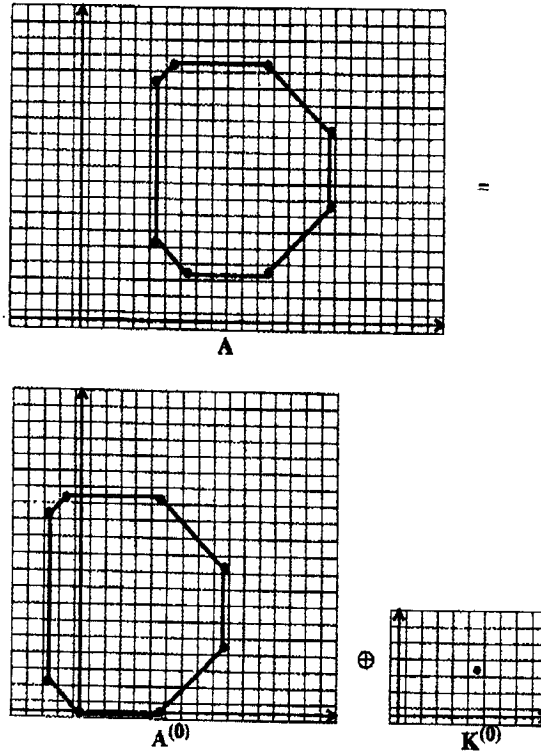 =
A
⊕
A^{(0)}
K^{(0)}